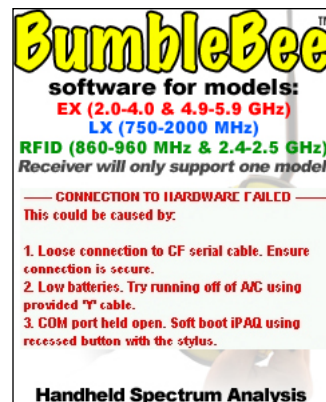 BumbleBee™
software for models:
EX (2.0-4.0 & 4.9-5.9 GHz)
LX (750-2000 MHz)
RFID (860-960 MHz & 2.4-2.5 GHz)
Receiver will only support one model
—— CONNECTION TO HARDWARE FAILED ——
This could be caused by:
1. Loose connection to CF serial cable. Ensure
connection is secure.
2. Low batteries. Try running off of A/C using
provided 'Y' cable.
3. COM port held open. Soft boot iPAQ using
recessed button with the stylus.
Handheld Spectrum Analysis